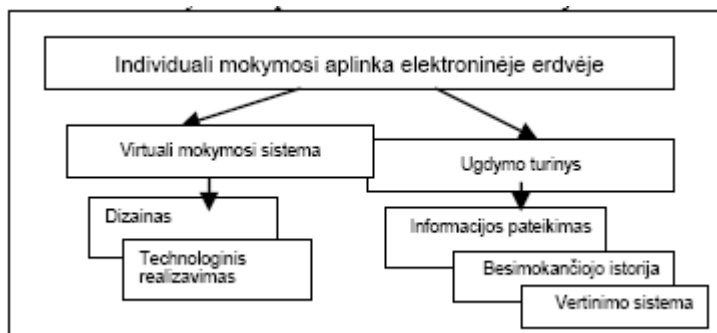 Individuali mokymosi aplinka elektroninėje erdvėje
Virtuali mokymosi sistema
Ugdymo turinys
Dizainas
Technologinis
realizavimas
Informacijos pateikimas
Besimokančiojo istorija
Vertinimo sistema